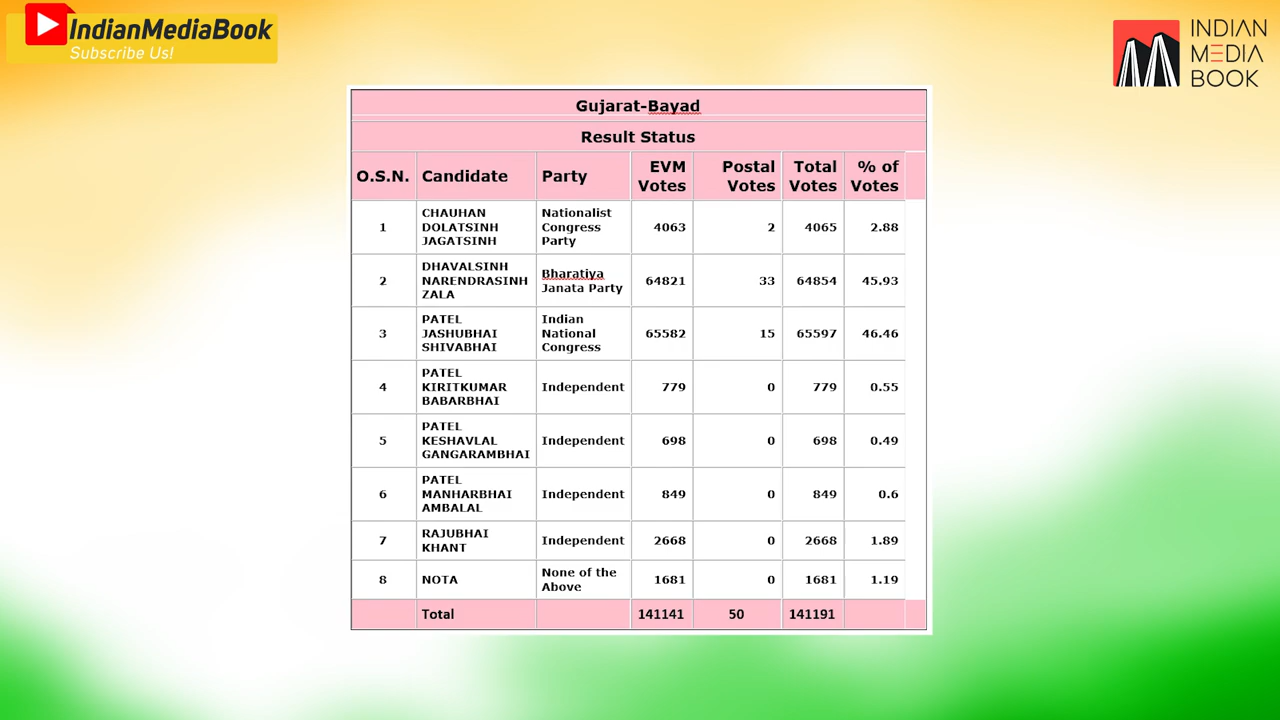 IndianMediaBook
Subscribe Us!
INDIAN
MEDIA
BOOK
Gujarat-Bayad
Result Status
O.S.N. Candidate Party EVM Votes Postal Votes Total Votes % of Votes
1 CHAUHAN DOLATSINH JAGATSINH Nationalist Congress Party 4063 2 4065 2.88
2 DHAVALSINH NARENDRASINH ZALA Bharatiya Janata Party 64821 33 64854 45.93
3 PATEL JASHUBHAI SHIVABHAI Indian National Congress 65582 15 65597 46.46
4 PATEL KIRITKUMAR BABARBHAI Independent 779 0 779 0.55
5 PATEL KESHAVLAL GANGARAMBHAI Independent 698 0 698 0.49
6 PATEL MANHARBHAI AMBALAL Independent 849 0 849 0.6
7 RAJUBHAI KHANT Independent 2668 0 2668 1.89
8 NOTA None of the Above 1681 0 1681 1.19
Total 141141 50 141191